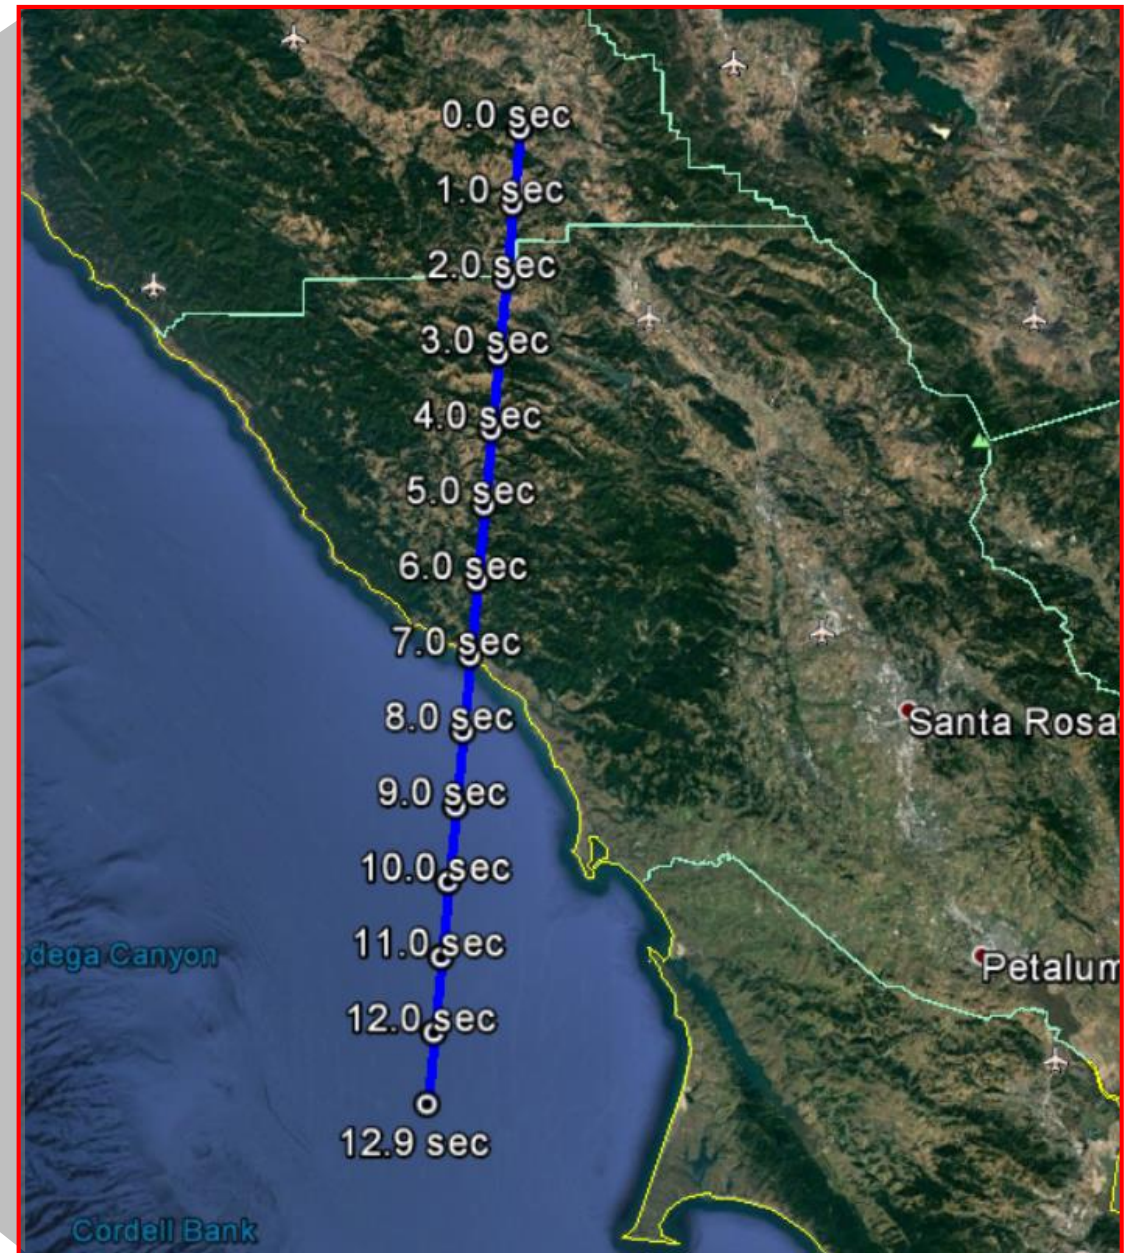 0.0 sec
1.0 sec
2.0 sec
3.0 sec
4.0 sec
5.0 sec
6.0 sec
7.0 sec
Santa Rosa
8.0 sec
9.0 sec
10.0 sec
11.0 sec
dega Canyon
Petalum
12.0 sec
12.9 sec
Cordell Bank